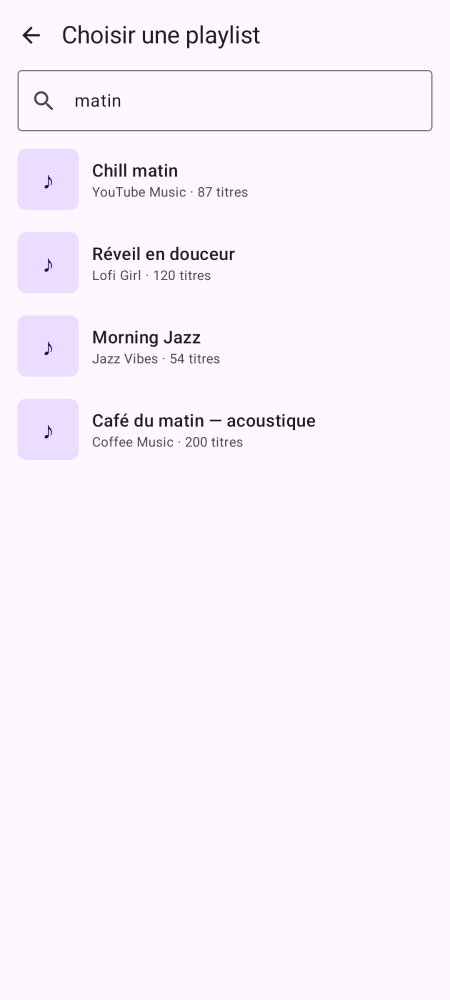 Choisir une playlist
matin
Chill matin
YouTube Music · 87 titres
Réveil en douceur
Lofi Girl · 120 titres
Morning Jazz
Jazz Vibes · 54 titres
Café du matin — acoustique
Coffee Music · 200 titres